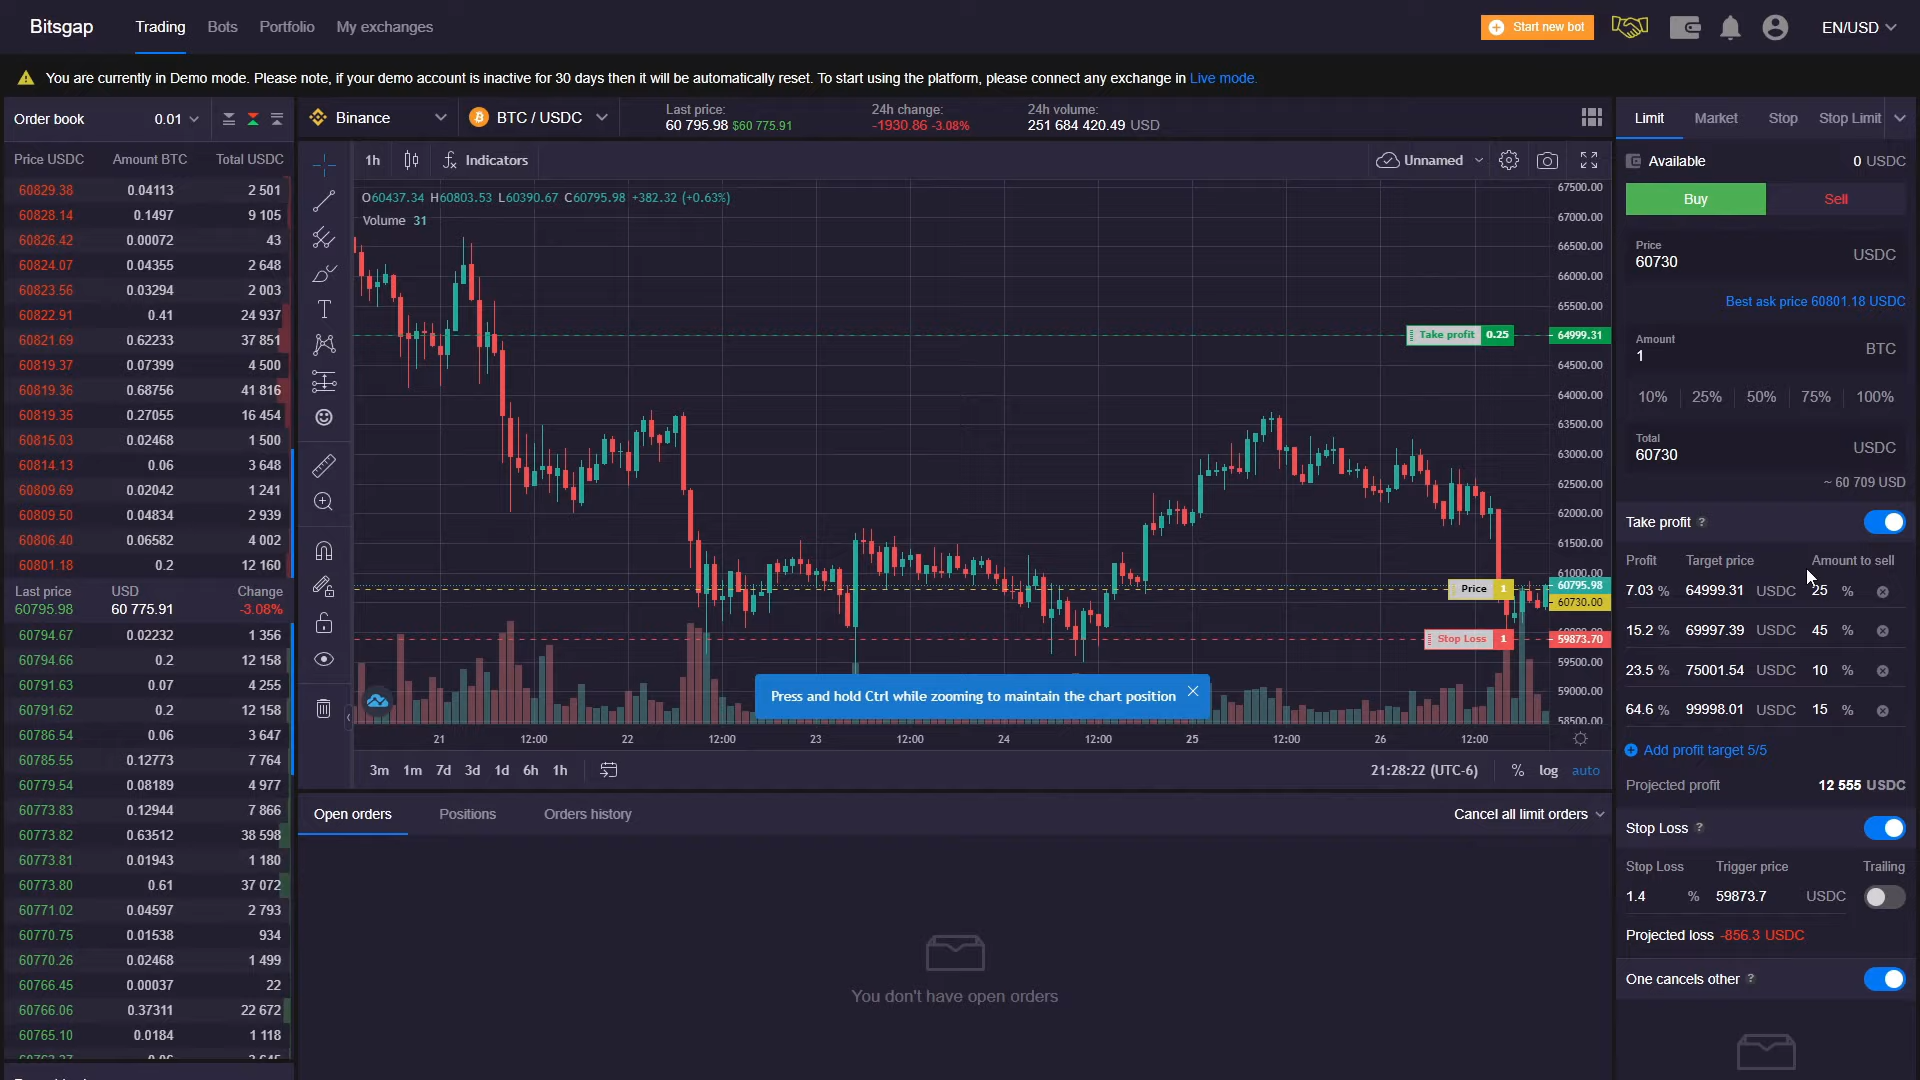 Bitsgap Trading Bots Portfolio My exchanges Start new bot EN/USD
You are currently in Demo mode. Please note, if your demo account is inactive for 30 days then it will be automatically reset. To start using the platform, please connect any exchange in Live mode.
Order book 0.01
Price USDC Amount BTC Total USDC
60829.38 0.04113 2 501
60828.14 0.1497 9 105
60826.42 0.00072 43
60824.07 0.04355 2 648
60823.56 0.03294 2 003
60822.91 0.41 24 937
60821.69 0.62233 37 851
60819.37 0.07399 4 500
60819.36 0.68756 41 816
60819.35 0.27055 16 454
60815.03 0.02468 1 500
60814.13 0.06 3 648
60809.69 0.02042 1 241
60809.50 0.04834 2 939
60806.40 0.06582 4 002
60801.18 0.2 12 160
Last price USD Change
60795.98 60 775.91 -3.08%
60794.67 0.02232 1 356
60794.66 0.2 12 158
60791.63 0.07 4 255
60791.62 0.2 12 158
60786.54 0.06 3 647
60785.55 0.12773 7 764
60779.54 0.08189 4 977
60773.83 0.12944 7 866
60773.82 0.63512 38 598
60773.81 0.01943 1 180
60773.80 0.61 37 072
60771.02 0.04597 2 793
60770.75 0.01538 934
60770.26 0.02468 1 499
60766.45 0.00037 22
60766.06 0.37311 22 672
60765.10 0.0184 1 118
Binance BTC / USDC
Last price:
60 795.98 $60 775.91
24h change:
-1930.86 -3.08%
24h volume:
251 684 420.49 USD
1h Indicators Unnamed
O60437.34 H60803.53 L60390.67 C60795.98 +382.32 (+0.63%)
Volume 31
67500.00
67000.00
66500.00
66000.00
65500.00
Take profit 0.25 64999.31
64500.00
64000.00
63500.00
63000.00
62500.00
62000.00
61500.00
61000.00
60795.98
Price 1 60730.00
Stop Loss 1 59873.70
59500.00
59000.00
58500.00
Press and hold Ctrl while zooming to maintain the chart position
21 12:00 22 12:00 23 12:00 24 12:00 25 12:00 26 12:00
3m 1m 7d 3d 1d 6h 1h 21:28:22 (UTC-6) % log auto
Open orders Positions Orders history Cancel all limit orders
You don't have open orders
Limit Market Stop Stop Limit
Available 0 USDC
Buy Sell
Price
60730 USDC
Best ask price 60801.18 USDC
Amount
1 BTC
10% 25% 50% 75% 100%
Total
60730 USDC
~ 60 709 USD
Take profit ?
Profit Target price Amount to sell
7.03 % 64999.31 USDC 25 %
15.2 % 69997.39 USDC 45 %
23.5 % 75001.54 USDC 10 %
64.6 % 99998.01 USDC 15 %
Add profit target 5/5
Projected profit 12 555 USDC
Stop Loss ?
Stop Loss Trigger price Trailing
1.4 % 59873.7 USDC
Projected loss -856.3 USDC
One cancels other ?